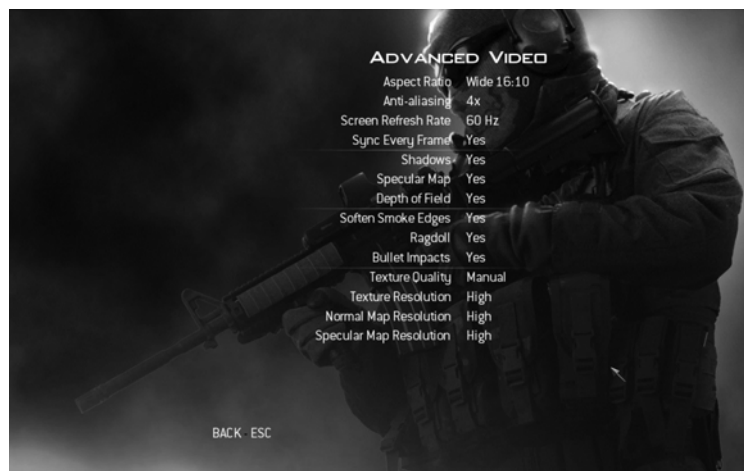 ADVANCED VIDEO
Aspect Ratio Wide 16:10
Anti-aliasing 4x
Screen Refresh Rate 60 Hz
Sync Every Frame Yes
Shadows Yes
Specular Map Yes
Depth of Field Yes
Soften Smoke Edges Yes
Ragdoll Yes
Bullet Impacts Yes
Texture Quality Manual
Texture Resolution High
Normal Map Resolution High
Specular Map Resolution High
BACK - ESC